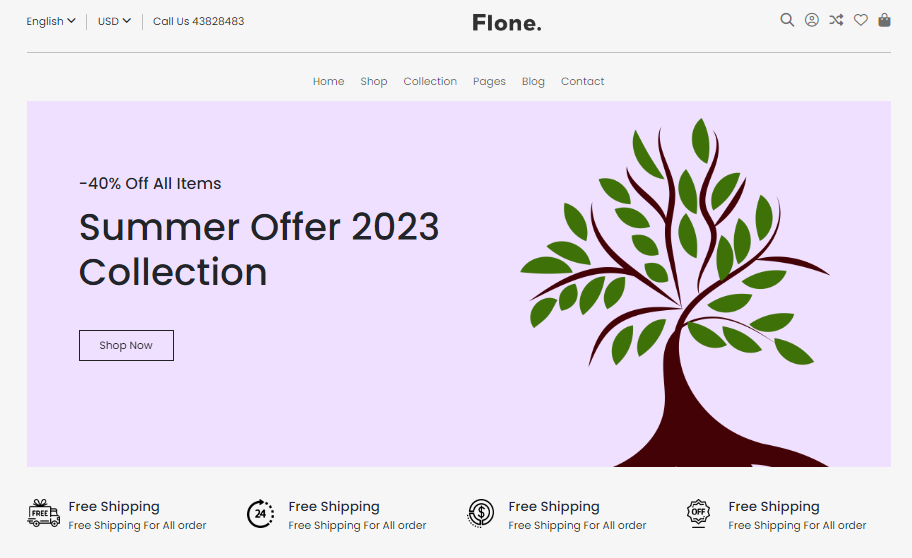 English
USD
Call Us 43828483
Flone.
Home
Shop
Collection
Pages
Blog
Contact
-40% Off All Items
Summer Offer 2023
Collection
Shop Now
FREE
Free Shipping
Free Shipping For All order
24
Free Shipping
Free Shipping For All order
$
Free Shipping
Free Shipping For All order
OFF
Free Shipping
Free Shipping For All order